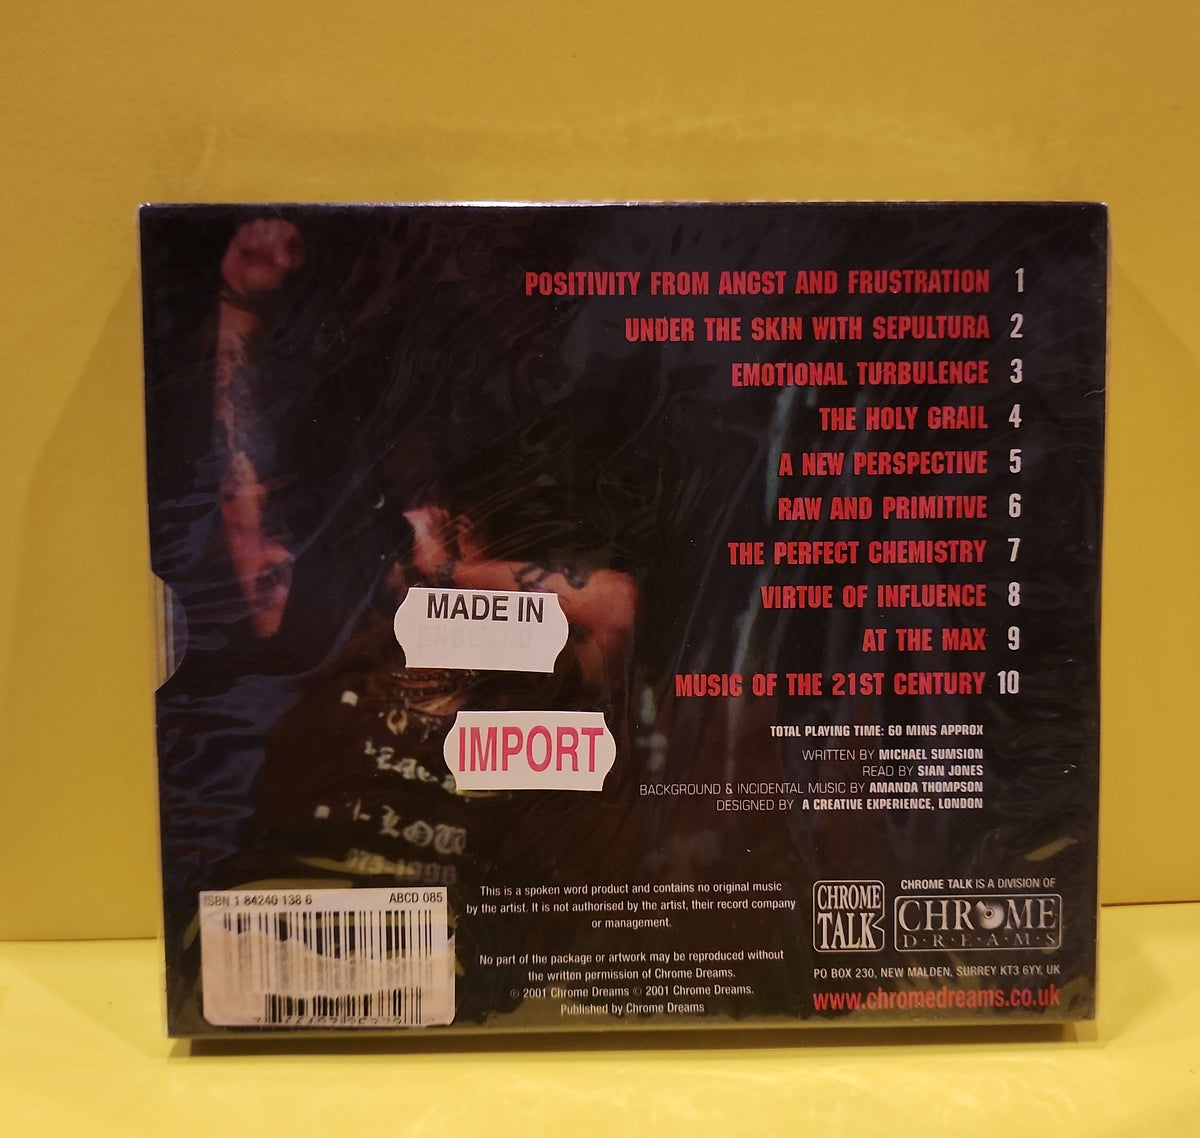 POSITIVITY FROM ANGST AND FRUSTRATION 1
UNDER THE SKIN WITH SEPULTURA 2
EMOTIONAL TURBULENCE 3
THE HOLY GRAIL 4
A NEW PERSPECTIVE 5
RAW AND PRIMITIVE 6
THE PERFECT CHEMISTRY 7
VIRTUE OF INFLUENCE 8
AT THE MAX 9
MUSIC OF THE 21ST CENTURY 10
MADE IN
ENGLAND
IMPORT
TOTAL PLAYING TIME: 60 MINS APPROX
WRITTEN BY MICHAEL SUMSION
READ BY SIAN JONES
BACKGROUND & INCIDENTAL MUSIC BY AMANDA THOMPSON
DESIGNED BY A CREATIVE EXPERIENCE, LONDON
ISBN 1 84240 138 6 ABCD 085
This is a spoken word product and contains no original music
by the artist. It is not authorised by the artist, their record company
or management.
No part of the package or artwork may be reproduced without
the written permission of Chrome Dreams.
℗ 2001 Chrome Dreams © 2001 Chrome Dreams.
Published by Chrome Dreams
CHROME
TALK
CHROME TALK IS A DIVISION OF
CHROME
D·R·E·A·M·S
PO BOX 230, NEW MALDEN, SURREY KT3 6YY, UK
www.chromedreams.co.uk